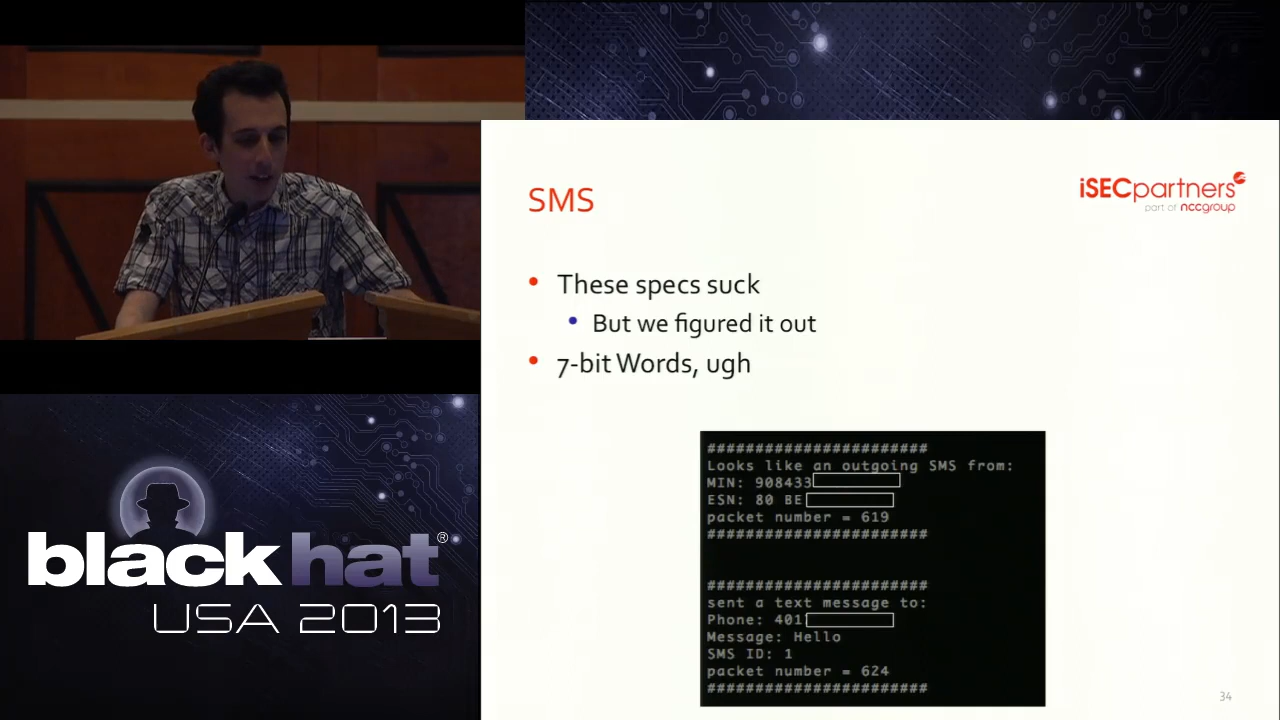 SMS
iSECpartners
part of nccgroup
These specs suck
But we figured it out
7-bit Words, ugh
######################
Looks like an outgoing SMS from:
MIN: 908433
ESN: 80 BE
packet number = 619
######################
######################
sent a text message to:
Phone: 401
Message: Hello
SMS ID: 1
packet number = 624
######################
34
blackhat®
USA 2013